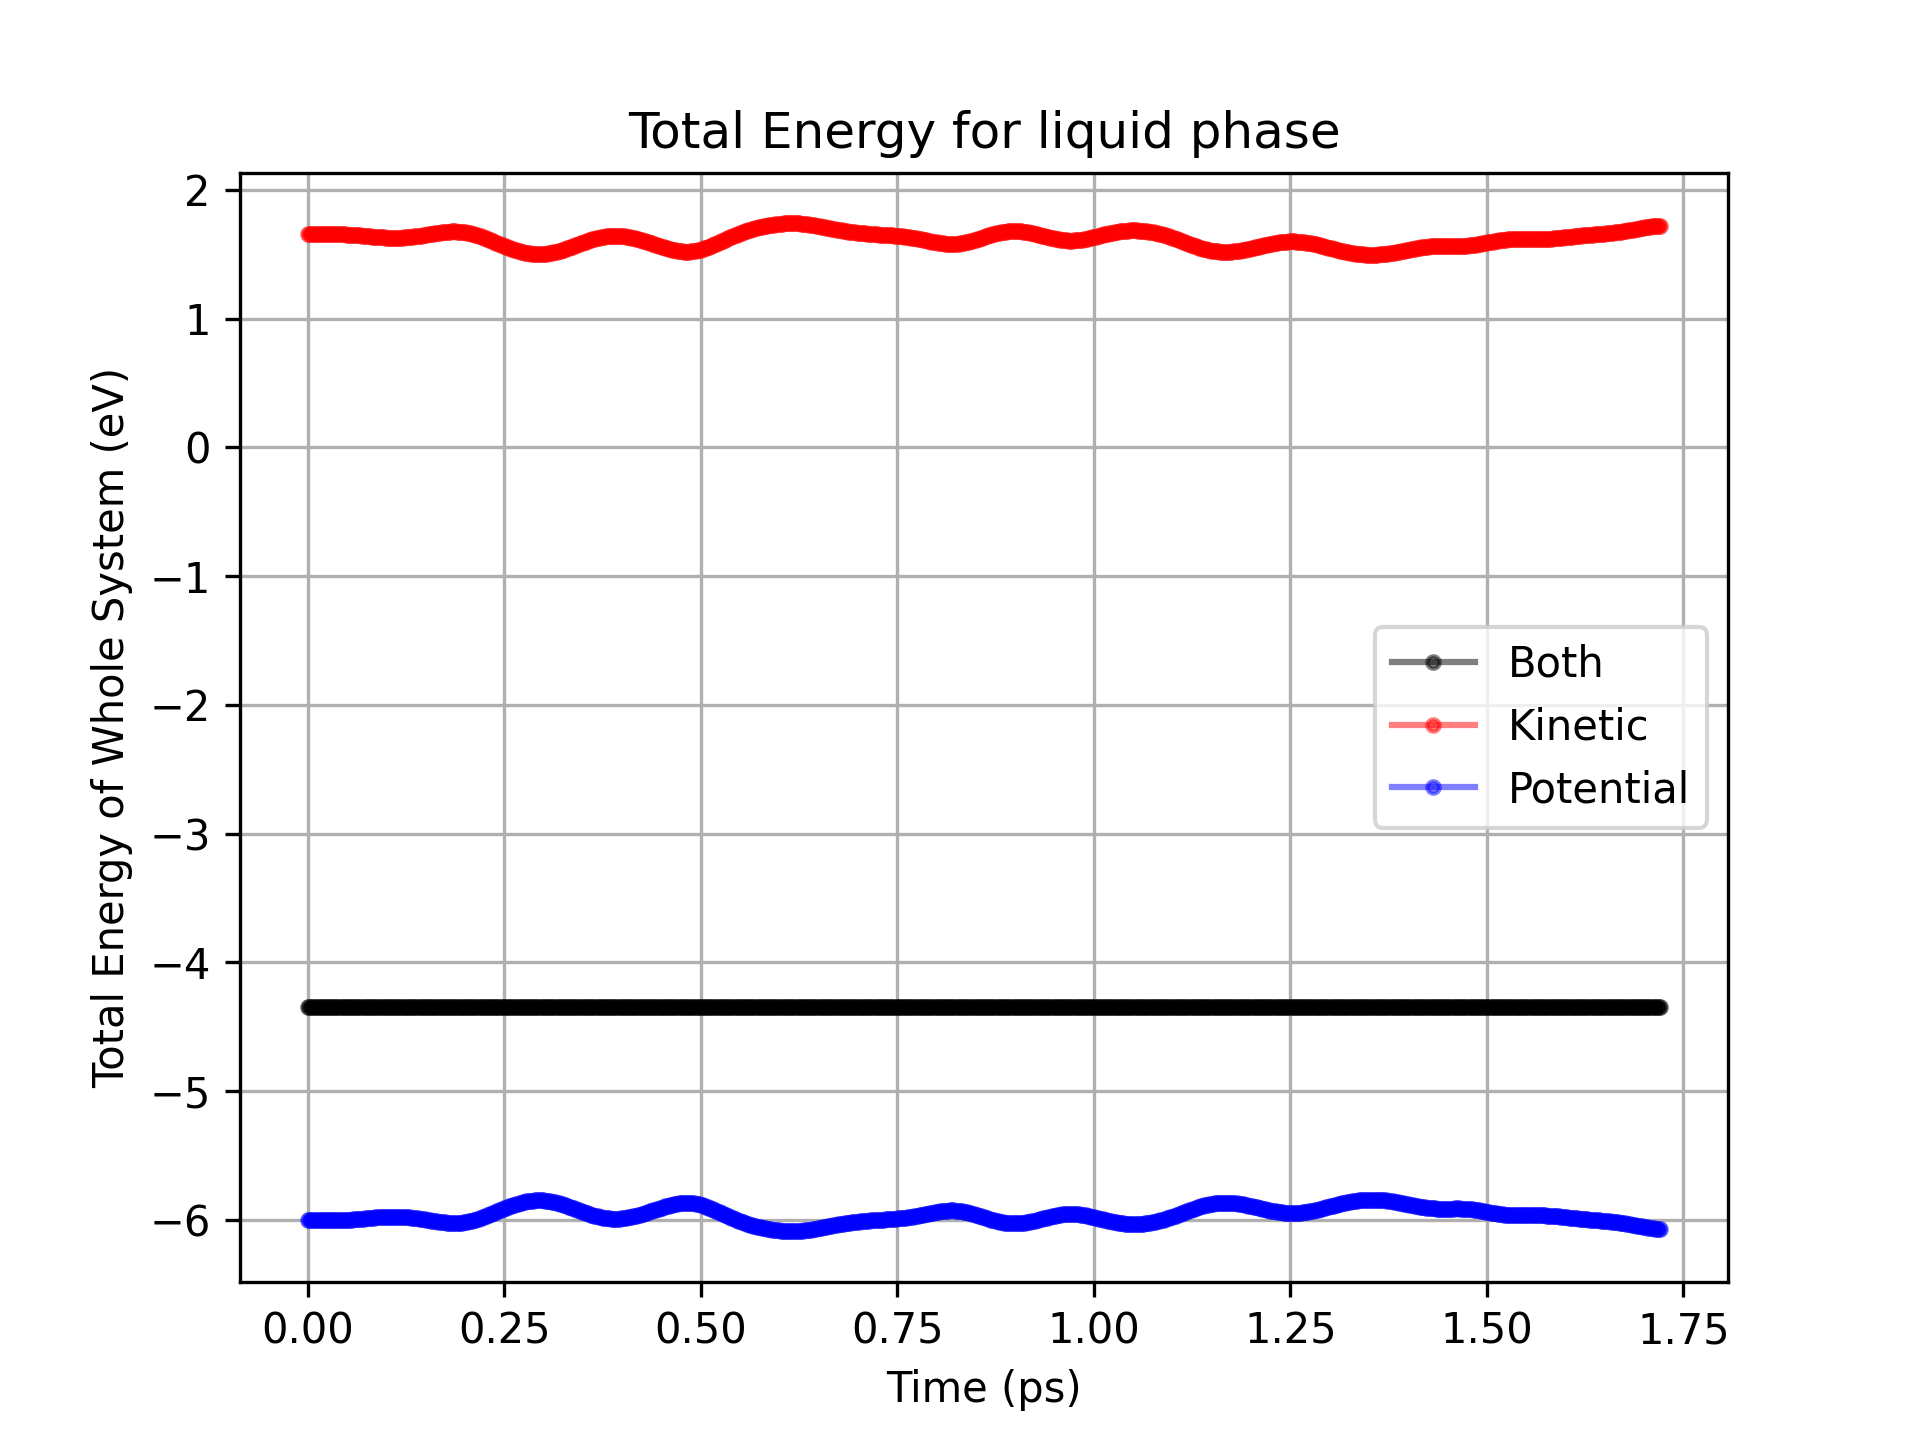 Total Energy for liquid phase
Total Energy of Whole System (eV)
2
1
0
−1
−2
−3
−4
−5
−6
Both
Kinetic
Potential
0.00 0.25 0.50 0.75 1.00 1.25 1.50 1.75
Time (ps)